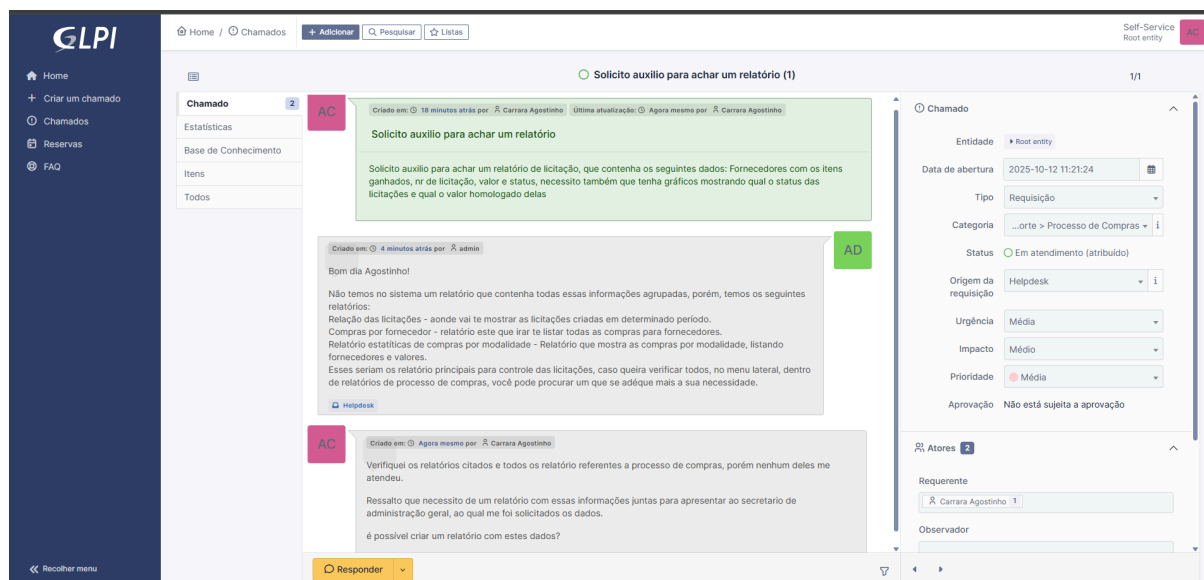 GLPI
Home
Criar um chamado
Chamados
Reservas
FAQ
Recolher menu
Home / Chamados
+ Adicionar
Pesquisar
Listas
Self-Service
Root entity
AC
Solicito auxilio para achar um relatório (1)
1/1
Chamado 2
Estatísticas
Base de Conhecimento
Itens
Todos
AC
Criado em: 18 minutos atrás por Carrara Agostinho Última atualização: Agora mesmo por Carrara Agostinho
Solicito auxilio para achar um relatório
Solicito auxilio para achar um relatório de licitação, que contenha os seguintes dados: Fornecedores com os itens
ganhados, nr de licitação, valor e status, necessito também que tenha gráficos mostrando qual o status das
licitações e qual o valor homologado delas
Criado em: 4 minutos atrás por admin
AD
Bom dia Agostinho!
Não temos no sistema um relatório que contenha todas essas informações agrupadas, porém, temos os seguintes
relatórios:
Relação das licitações - aonde vai te mostrar as licitações criadas em determinado período.
Compras por fornecedor - relatório este que irar te listar todas as compras para fornecedores.
Relatório estatíticas de compras por modalidade - Relatório que mostra as compras por modalidade, listando
fornecedores e valores.
Esses seriam os relatório principais para controle das licitações, caso queira verificar todos, no menu lateral, dentro
de relatórios de processo de compras, você pode procurar um que se adéque mais a sua necessidade.
Helpdesk
AC
Criado em: Agora mesmo por Carrara Agostinho
Verifiquei os relatórios citados e todos os relatório referentes a processo de compras, porém nenhum deles me
atendeu.
Ressalto que necessito de um relatório com essas informações juntas para apresentar ao secretario de
administração geral, ao qual me foi solicitados os dados.
é possível criar um relatório com estes dados?
Responder
Chamado
Entidade Root entity
Data de abertura 2025-10-12 11:21:24
Tipo Requisição
Categoria ...orte > Processo de Compras i
Status Em atendimento (atribuído)
Origem da
requisição Helpdesk i
Urgência Média
Impacto Médio
Prioridade Média
Aprovação Não está sujeita a aprovação
Atores 2
Requerente
Carrara Agostinho 1
Observador